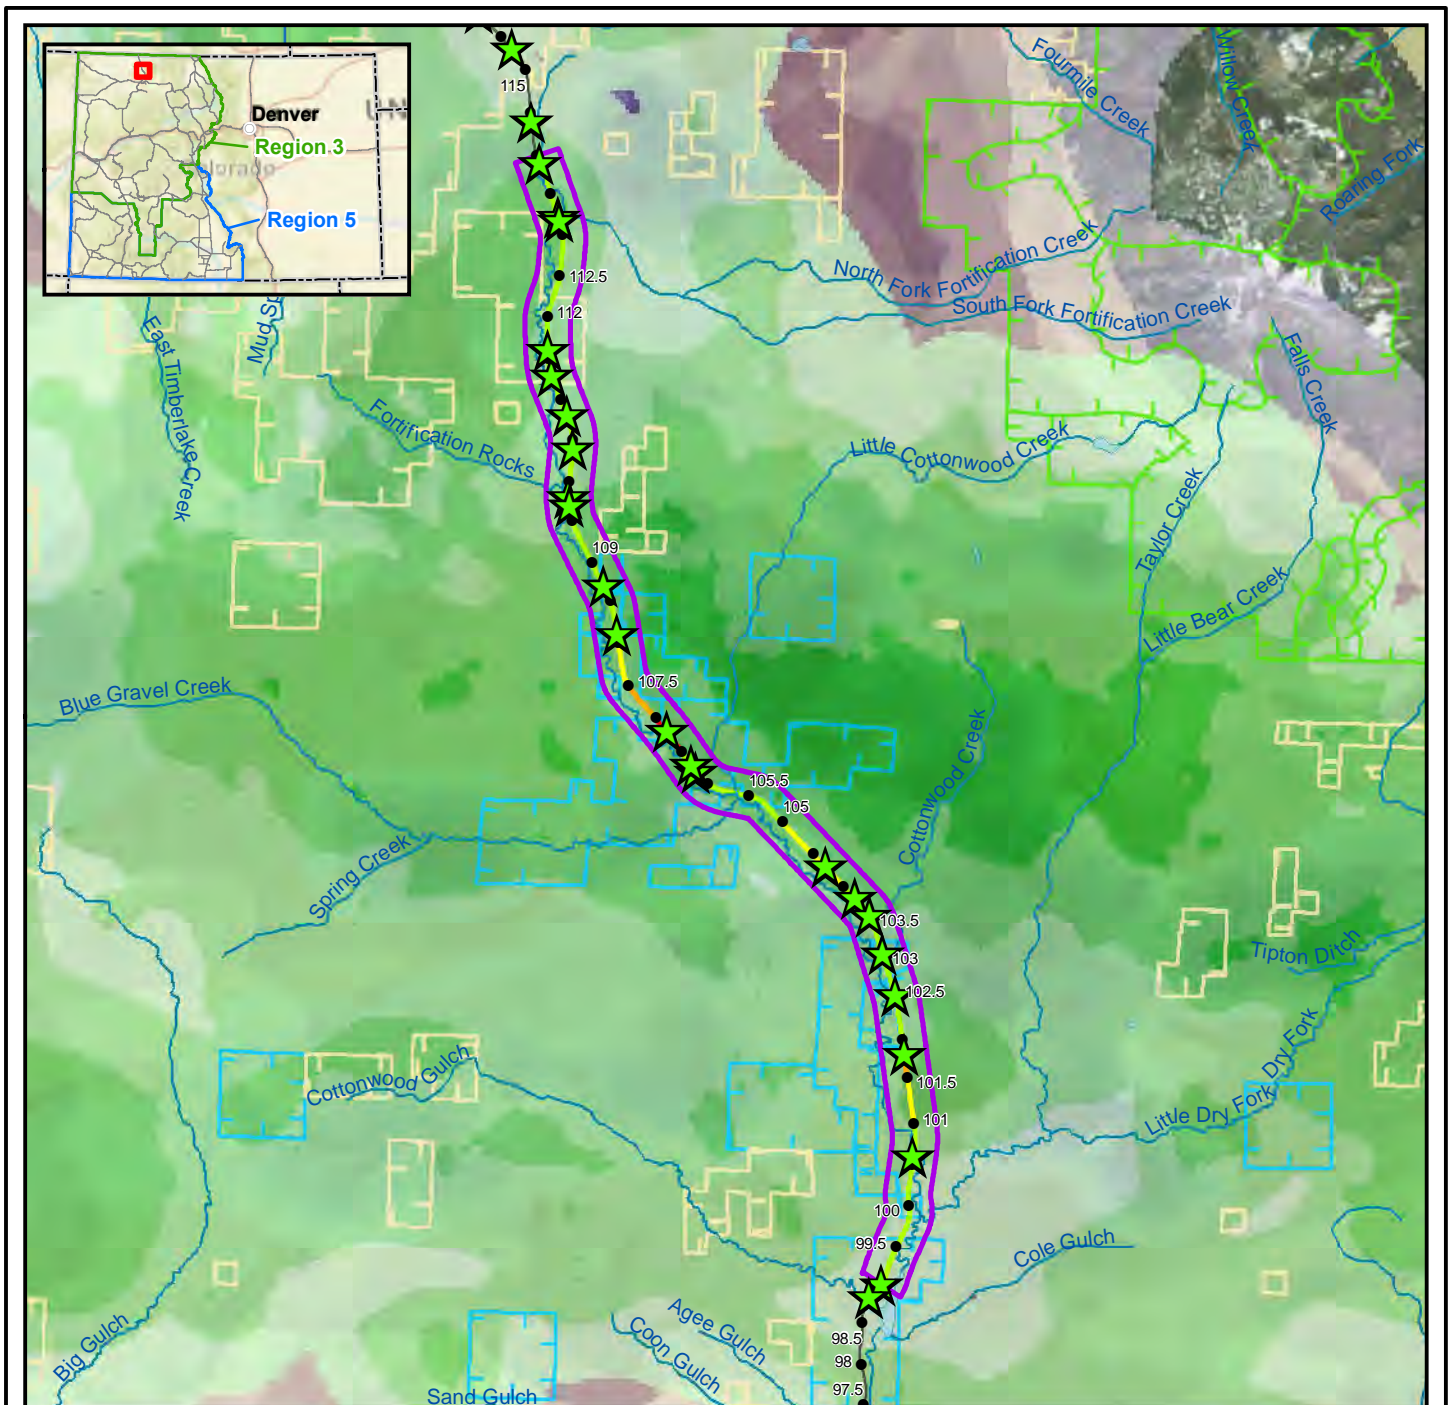 Denver
UN
Region 3
olorado
Region 5
115
Fourmile Creek
Willow Creek
Roaring Fork
112.5
112
North Fork Fortification Creek
South Fork Fortification Creek
East Timberlake Creek
Mud Sp
Falls Creek
Fortification Rocks
Little Cottonwood Creek
Taylor Creek
109
Little Bear Creek
Blue Gravel Creek
107.5
Cottonwood Creek
105.5
105
Spring Creek
103.5
103
Tipton Ditch
102.5
Dry Fork
Cottonwood Gulch
101.5
Little Dry Fork
101
100
99.5
Cole Gulch
Big Gulch
Agee Gulch
Coon Gulch
98.5
98
97.5
Sand Gulch